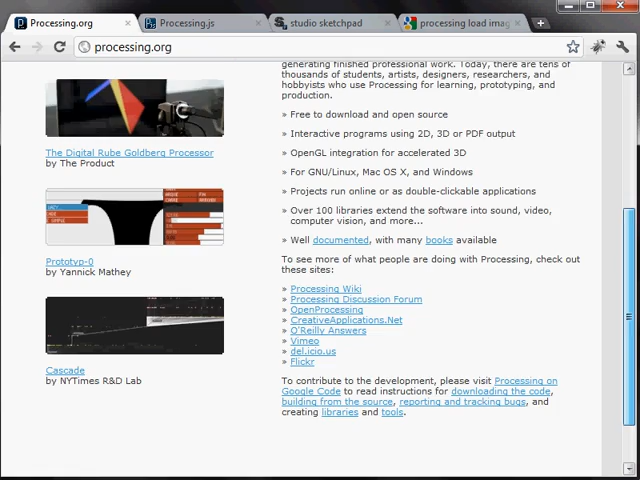 Processing.org
Processing.js
studio sketchpad
processing load imag
processing.org
The Digital Rube Goldberg Processor
by The Product
Prototyp-0
by Yannick Mathey
Cascade
by NYTimes R&D Lab
generating finished professional work. Today, there are tens of
thousands of students, artists, designers, researchers, and
hobbyists who use Processing for learning, prototyping, and
production.
» Free to download and open source
» Interactive programs using 2D, 3D or PDF output
» OpenGL integration for accelerated 3D
» For GNU/Linux, Mac OS X, and Windows
» Projects run online or as double-clickable applications
» Over 100 libraries extend the software into sound, video,
computer vision, and more...
» Well documented, with many books available
To see more of what people are doing with Processing, check out
these sites:
» Processing Wiki
» Processing Discussion Forum
» OpenProcessing
» CreativeApplications.Net
» O'Reilly Answers
» Vimeo
» del.icio.us
» Flickr
To contribute to the development, please visit Processing on
Google Code to read instructions for downloading the code,
building from the source, reporting and tracking bugs, and
creating libraries and tools.